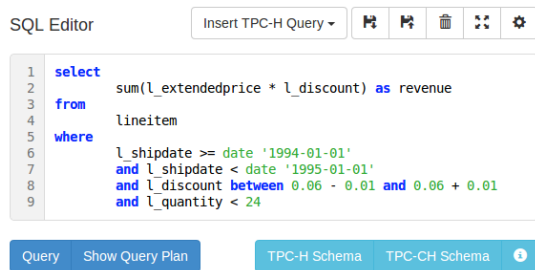 SQL Editor
Insert TPC-H Query
1 select
2 sum(l_extendedprice * l_discount) as revenue
3 from
4 lineitem
5 where
6 l_shipdate >= date '1994-01-01'
7 and l_shipdate < date '1995-01-01'
8 and l_discount between 0.06 - 0.01 and 0.06 + 0.01
9 and l_quantity < 24
Query Show Query Plan TPC-H Schema TPC-CH Schema